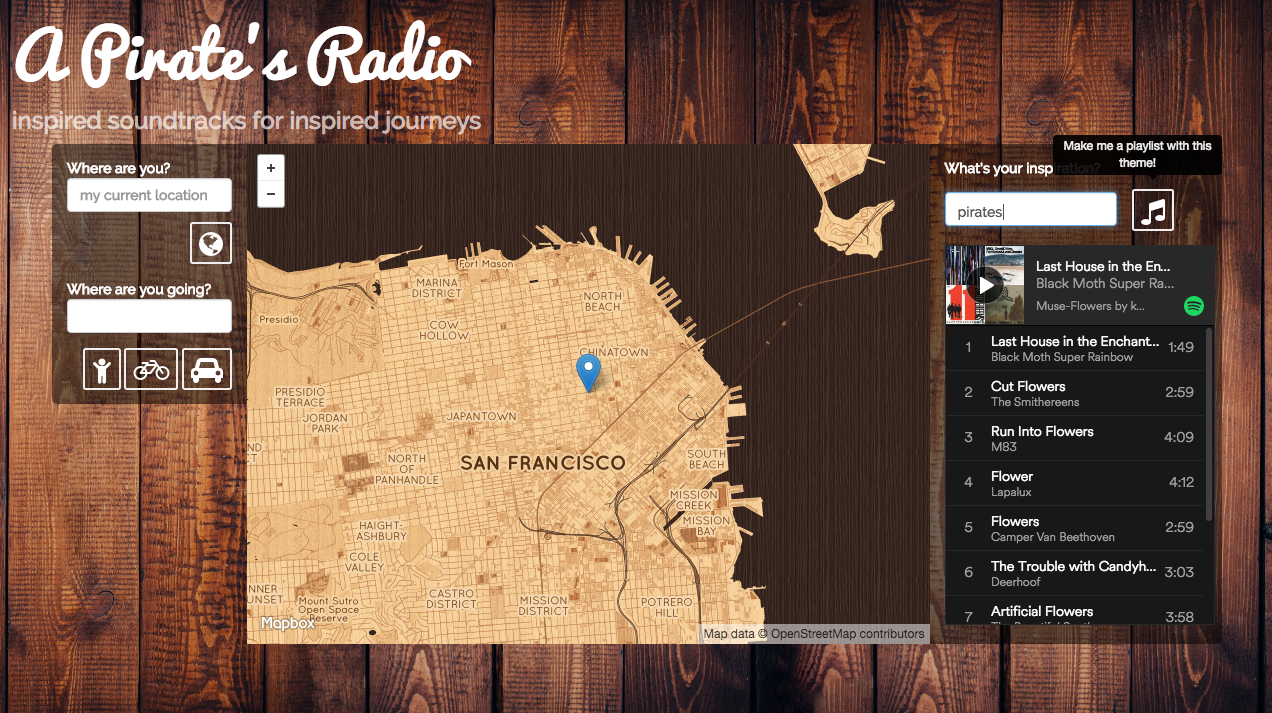 A Pirate's Radio
inspired soundtracks for inspired journeys
Where are you?
my current location
Where are you going?
+
−
Fort Mason
MARINA
DISTRICT
NORTH
BEACH
Presidio
COW
HOLLOW
CHINATOWN
PRESIDIO
TERRACE
JORDAN
PARK
JAPANTOWN
ND
T
NORTH
OF
PANHANDLE
SAN FRANCISCO
SOUTH
BEACH
MISSION
CREEK
MISSION
BAY
HAIGHT-
ASHBURY
COLE
VALLEY
NNER
UNSET
Mount Sutro
Open Space
Reserve
CASTRO
DISTRICT
MISSION
DISTRICT
POTRERO
HILL
Mapbox
Map data © OpenStreetMap contributors
Make me a playlist with this
theme!
What's your inspiration?
pirates
Last House in the En...
Black Moth Super Ra...
Muse-Flowers by k...
1 Last House in the Enchant... 1:49
Black Moth Super Rainbow
2 Cut Flowers 2:59
The Smithereens
3 Run Into Flowers 4:09
M83
4 Flower 4:12
Lapalux
5 Flowers 2:59
Camper Van Beethoven
6 The Trouble with Candyh... 3:03
Deerhoof
7 Artificial Flowers 3:58